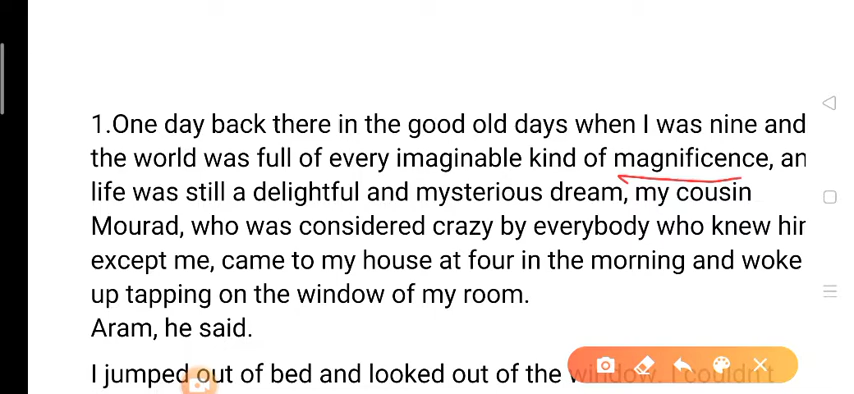 1.One day back there in the good old days when I was nine and
the world was full of every imaginable kind of magnificence, an
life was still a delightful and mysterious dream, my cousin
Mourad, who was considered crazy by everybody who knew hir
except me, came to my house at four in the morning and woke
up tapping on the window of my room.
Aram, he said.
I jumped out of bed and looked out of the window. I couldn't